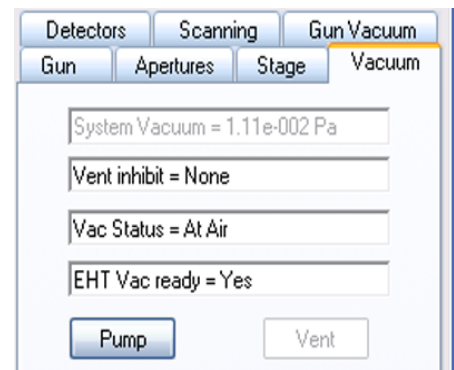 Detectors Scanning Gun Vacuum
Gun Apertures Stage Vacuum
System Vacuum = 1.11e-002 Pa
Vent inhibit = None
Vac Status = At Air
EHT Vac ready = Yes
Pump Vent